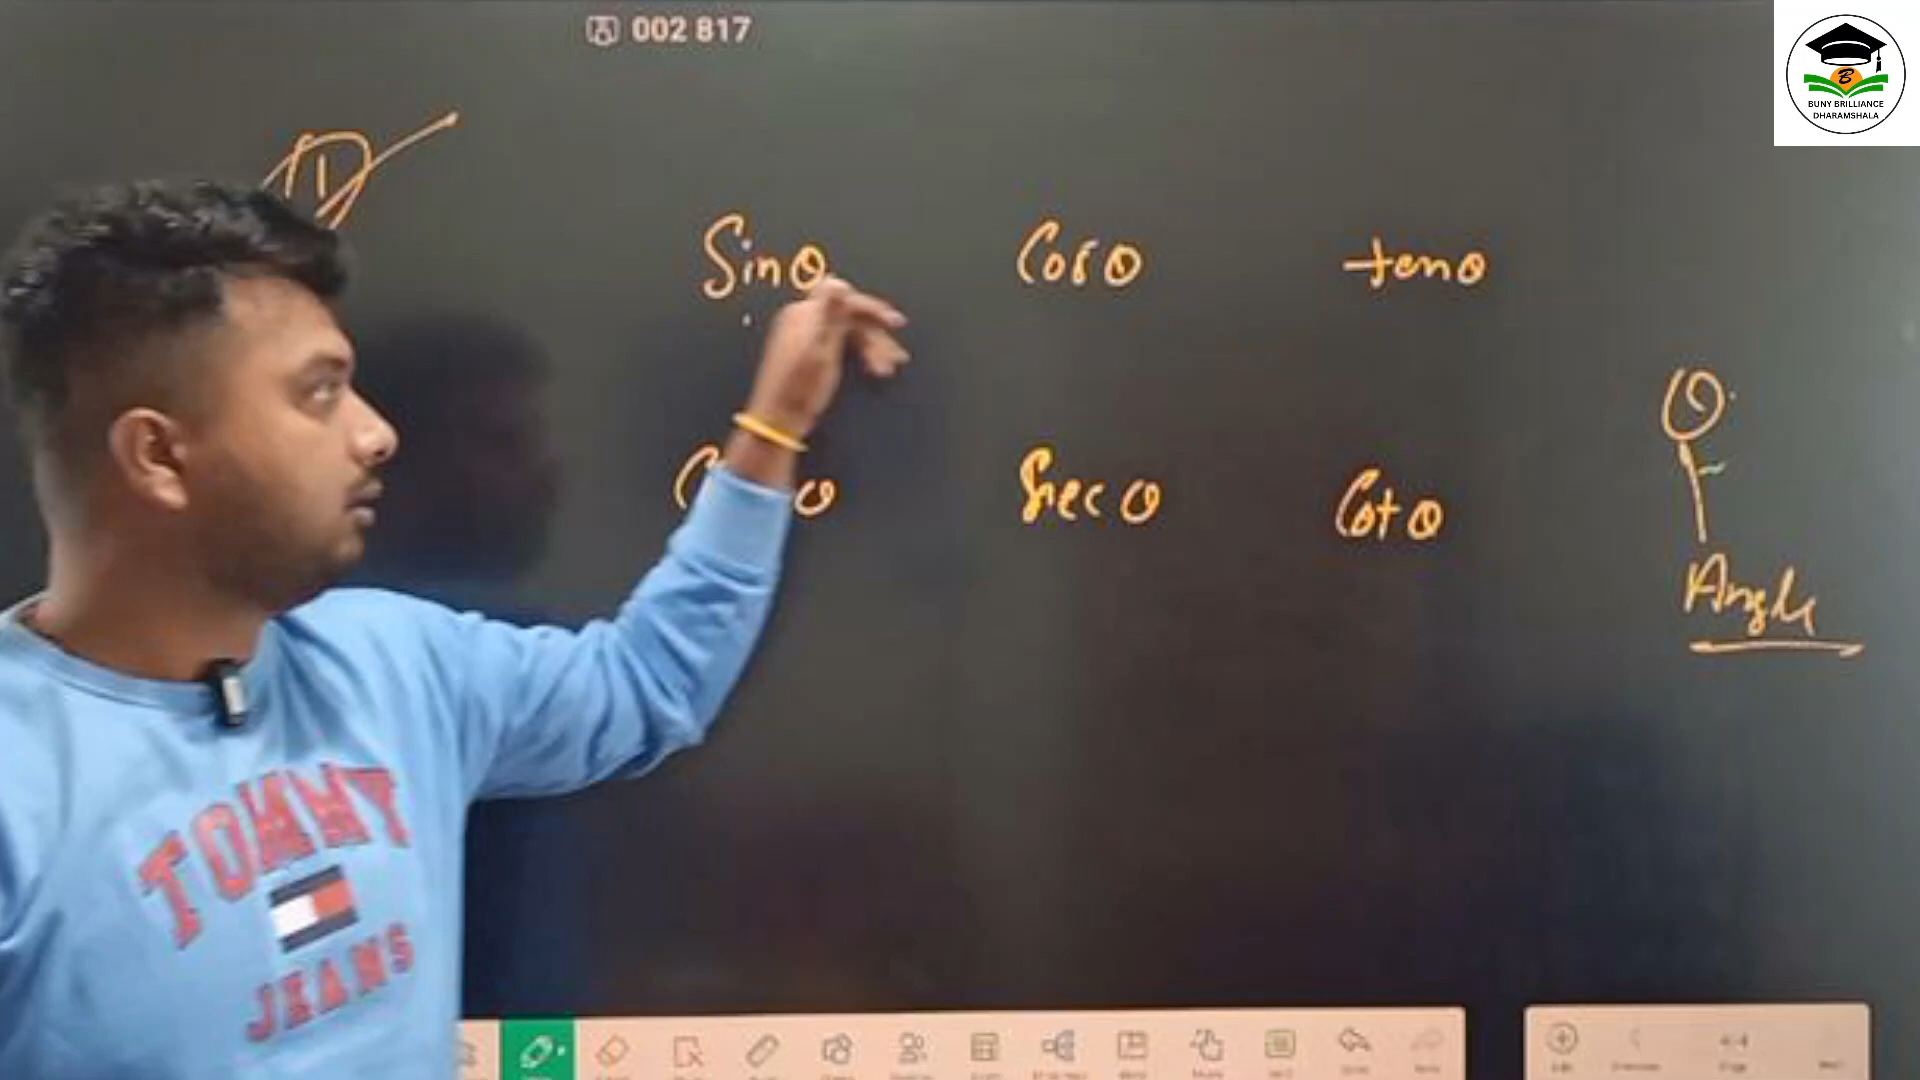 002 817
BUNY BRILLIANCE
DHARAMSHALA
Sinθ Cosθ tanθ
θ
Secθ Cotθ
Angle
TOMMY
JEANS